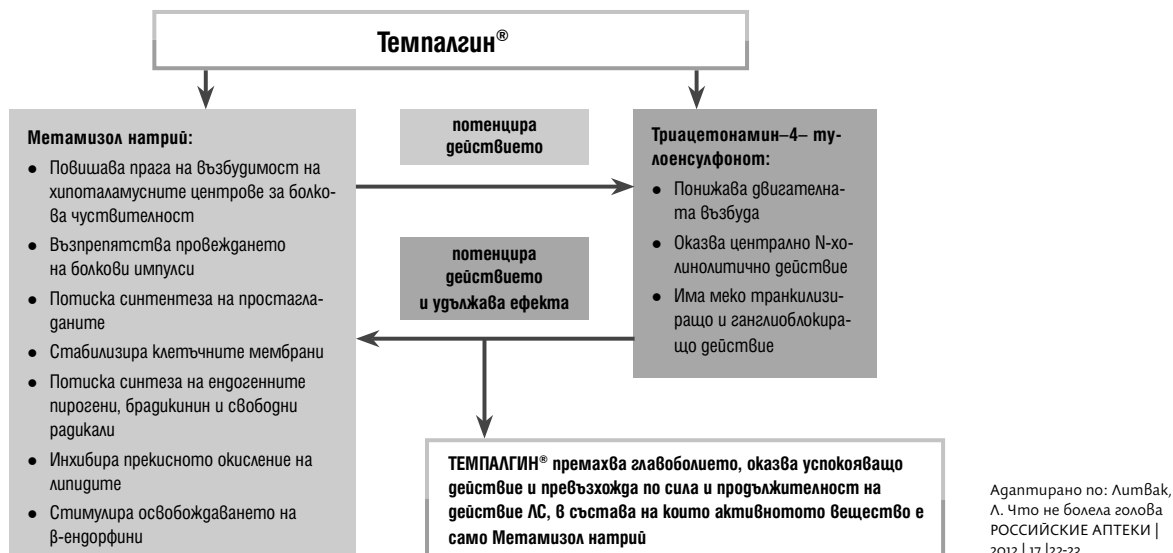 Темпалгин®
Метамизол натрий:
● Повишава прага на възбудимост на
хипоталамусните центрове за болко-
ва чуствителност
● Възпрепятства провеждането
на болкови импулси
● Потиска синтентеза на простагла-
даните
● Стабилизира клетъчните мембрани
● Потиска синтеза на ендогенните
пирогени, брадикинин и свободни
радикали
● Инхибира прекисното окисление на
липидите
● Стимулира освобождаването на
β-ендорфини
потенцира
действието
потенцира
действието
и удължава ефекта
Триацетонамин–4– ту-
лоенсулфонот:
● Понижава двигателна-
та възбуда
● Оказва централно N-хо-
линолитично действие
● Има меко транкилизи-
ращо и ганглиоблокира-
що действие
ТЕМПАЛГИН® премахва главоболието, оказва успокояващо
действие и превъзхожда по сила и продължителност на
действие ЛС, в състава на които активнотото вещество е
само Метамизол натрий
Адаптирано по: Литвак,
Л. Что не болела голова
РОССИЙСКИЕ АПТЕКИ |
2012 | 17 |22-23